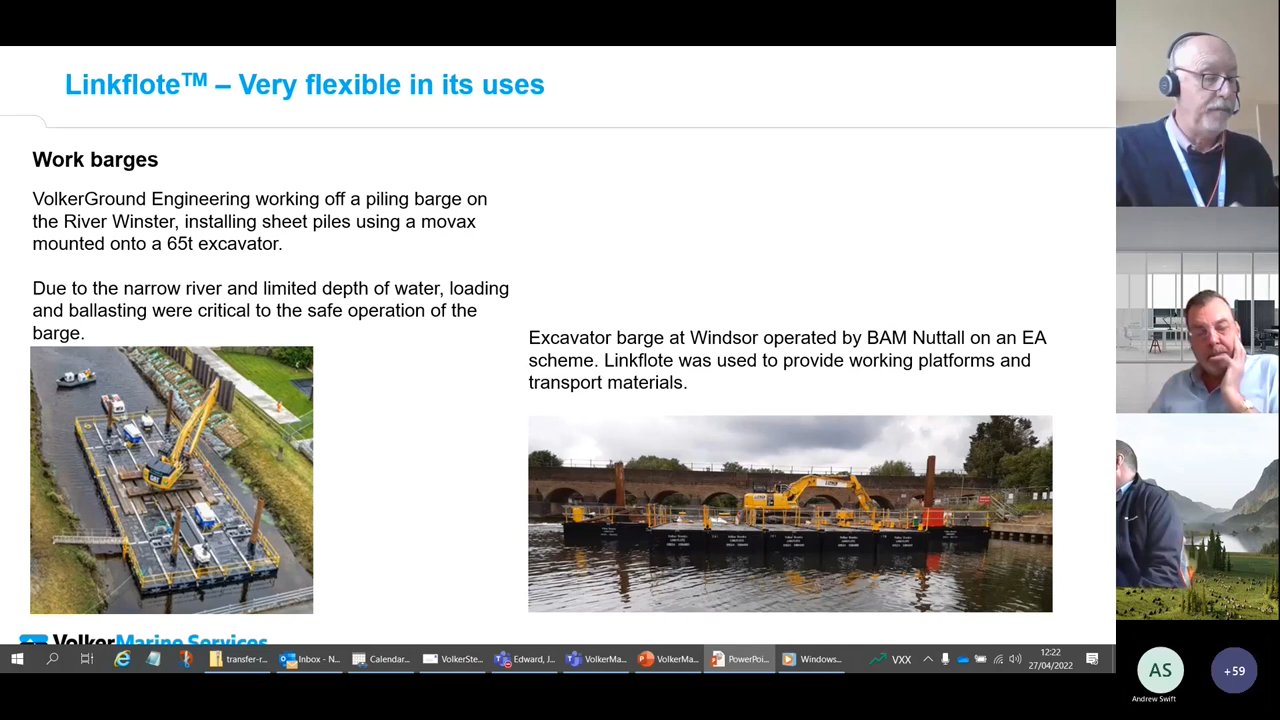 Linkflote™ – Very flexible in its uses
Work barges
VolkerGround Engineering working off a piling barge on
the River Winster, installing sheet piles using a movax
mounted onto a 65t excavator.
Due to the narrow river and limited depth of water, loading
and ballasting were critical to the safe operation of the
barge.
Excavator barge at Windsor operated by BAM Nuttall on an EA
scheme. Linkflote was used to provide working platforms and
transport materials.
VolkerMarine Services
transfer-r...
Inbox - N...
Calendar...
VolkerSte...
Edward, J...
VolkerMa...
VolkerMa...
PowerPoi...
Windows...
VXX
12:22
27/04/2022
AS
Andrew Swift
+59